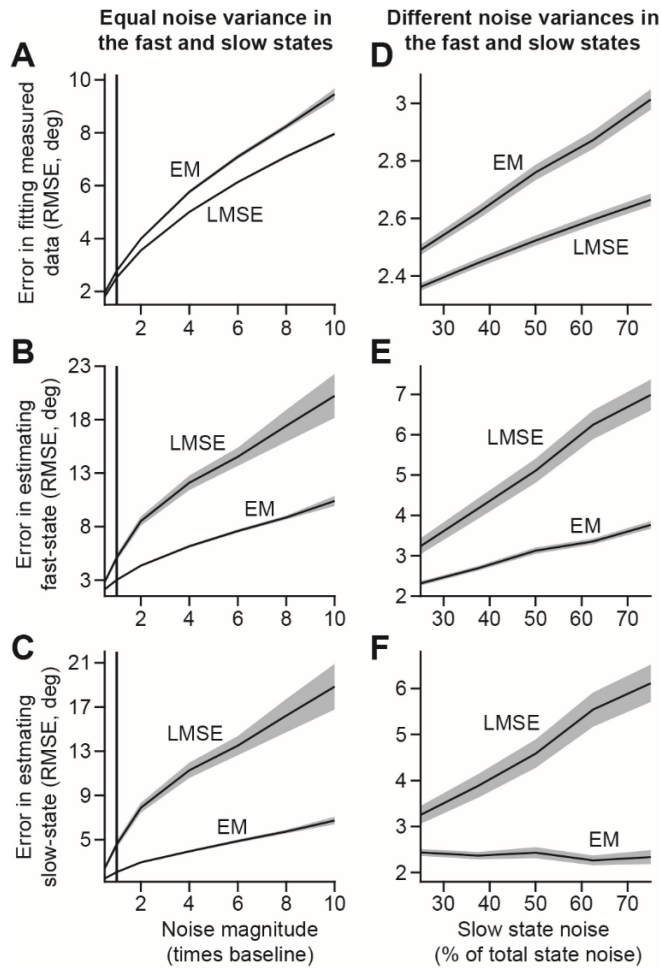 Equal noise variance in
the fast and slow states
Different noise variances in
the fast and slow states
A
Error in fitting measured
data (RMSE, deg)
10
8
6
4
2
EM
LMSE
2 4 6 8 10
D
3
2.8
2.6
2.4
EM
LMSE
30 40 50 60 70
B
Error in estimating
fast-state (RMSE, deg)
23
18
13
8
3
LMSE
EM
2 4 6 8 10
E
7
6
5
4
3
2
LMSE
EM
30 40 50 60 70
C
Error in estmating
slow-state (RMSE, deg)
21
17
13
9
5
LMSE
EM
2 4 6 8 10
Noise magnitude
(times baseline)
F
6
5
4
3
2
LMSE
EM
30 40 50 60 70
Slow state noise
(% of total state noise)